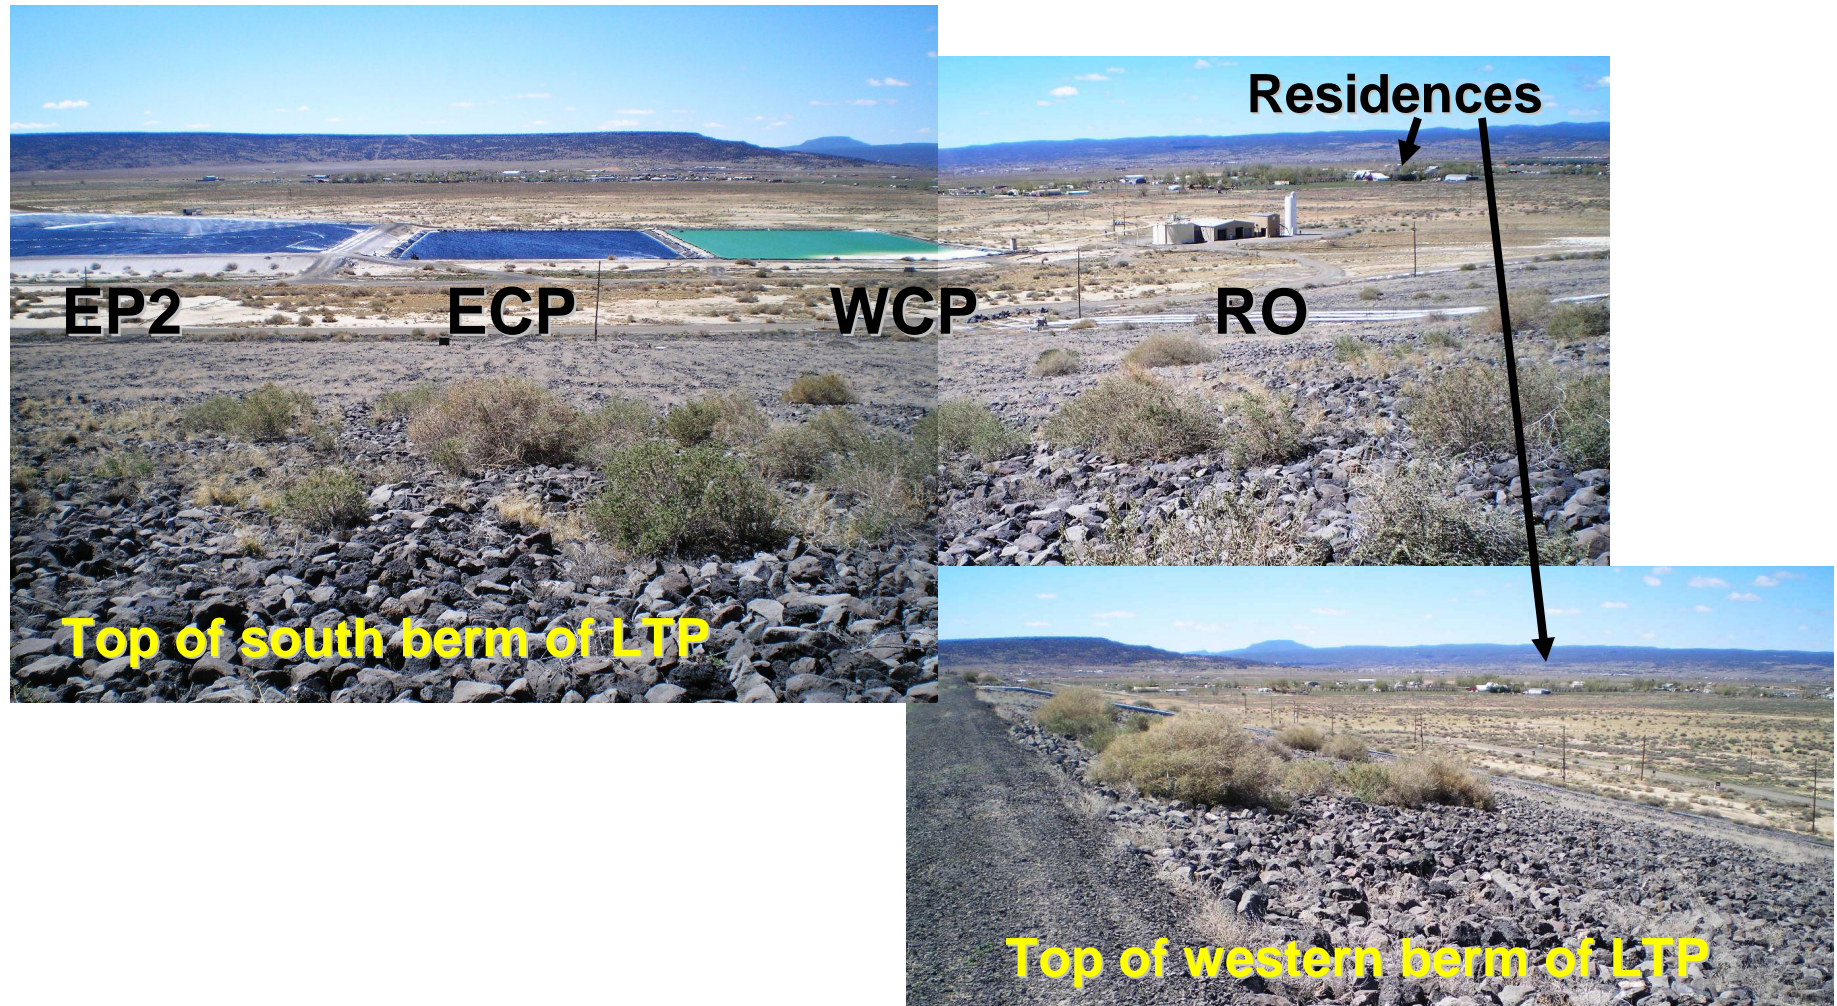 Residences
EP2 ECP WCP RO
Top of south berm of LTP
Top of western berm of LTP